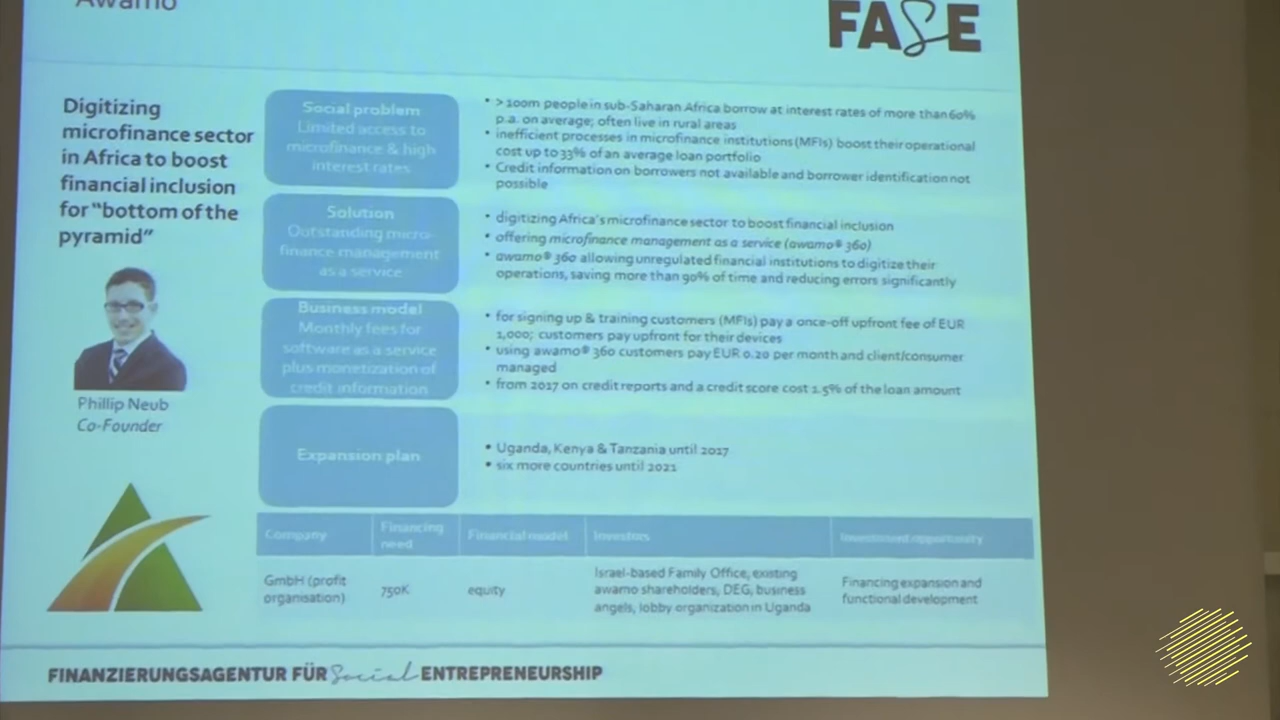 Awamo
FASE
Digitizing
microfinance sector
in Africa to boost
financial inclusion
for “bottom of the
pyramid”
Phillip Neub
Co-Founder
Social problem
Limited access to
microfinance & high
interest rates
• > 100m people in sub-Saharan Africa borrow at interest rates of more than 60%
p.a. on average; often live in rural areas
• inefficient processes in microfinance institutions (MFIs) boost their operational
cost up to 33% of an average loan portfolio
• Credit information on borrowers not available and borrower identification not
possible
Solution
Outstanding micro-
finance management
as a service
• digitizing Africa's microfinance sector to boost financial inclusion
• offering microfinance management as a service (awamo® 360)
• awamo® 360 allowing unregulated financial institutions to digitize their
operations, saving more than 90% of time and reducing errors significantly
Business model
Monthly fees for
software as a service
plus monetization of
credit information
• for signing up & training customers (MFIs) pay a once-off upfront fee of EUR
1,000; customers pay upfront for their devices
• using awamo® 360 customers pay EUR 0.20 per month and client/consumer
managed
• from 2017 on credit reports and a credit score cost 1.5% of the loan amount
Expansion plan
• Uganda, Kenya & Tanzania until 2017
• six more countries until 2021
Company
Financing
need
Financial model
Investors
Investment opportunity
GmbH (profit
organisation)
750K
equity
Israel-based Family Office, existing
awamo shareholders, DEG, business
angels, lobby organization in Uganda
Financing expansion and
functional development
FINANZIERUNGSAGENTUR FÜR Social ENTREPRENEURSHIP